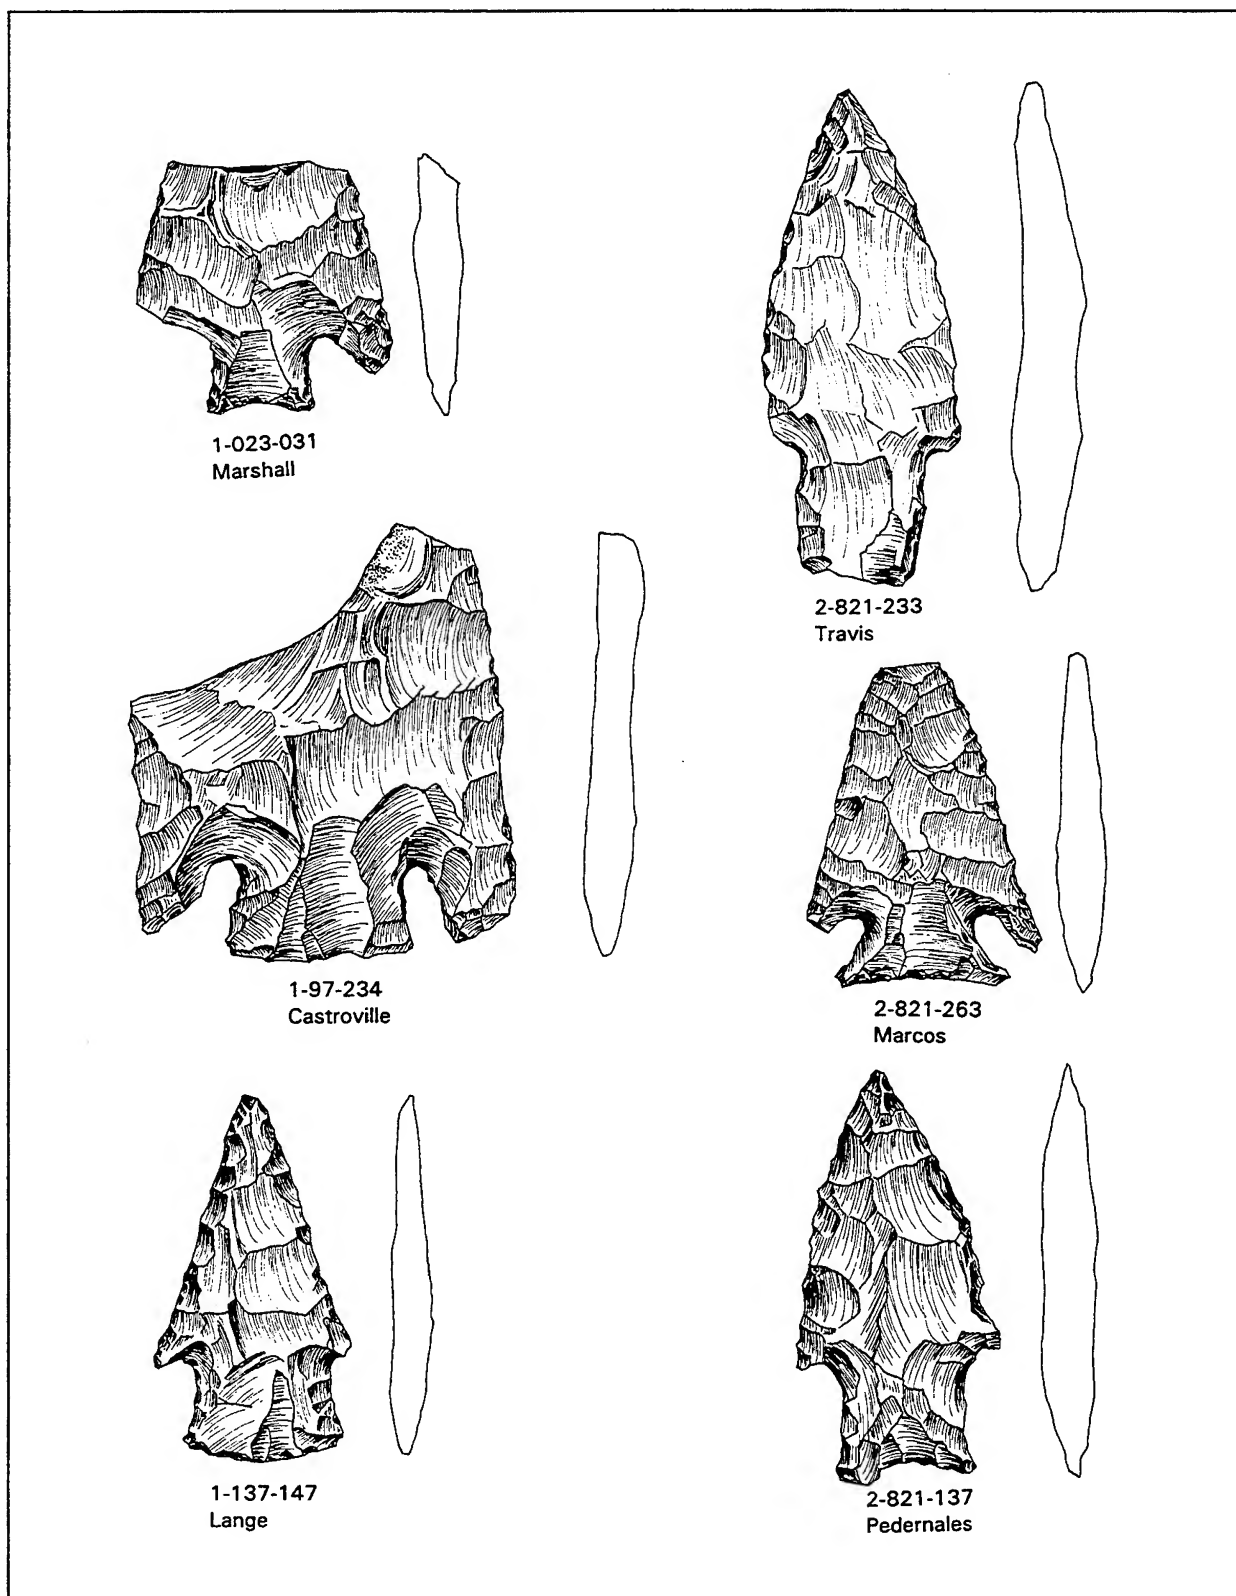 1-023-031
Marshall
2-821-233
Travis
1-97-234
Castroville
2-821-263
Marcos
1-137-147
Lange
2-821-137
Pedernales